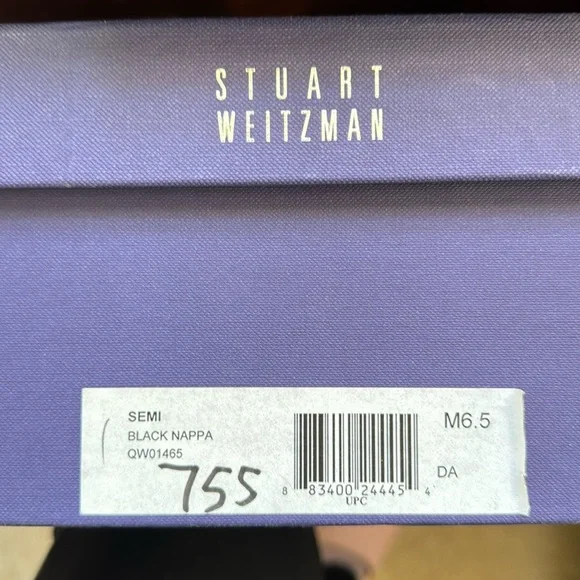 STUART
WEITZMAN
SEMI
BLACK NAPPA
QW01465
755
M6.5
DA
8 83400 24445 4
UPC